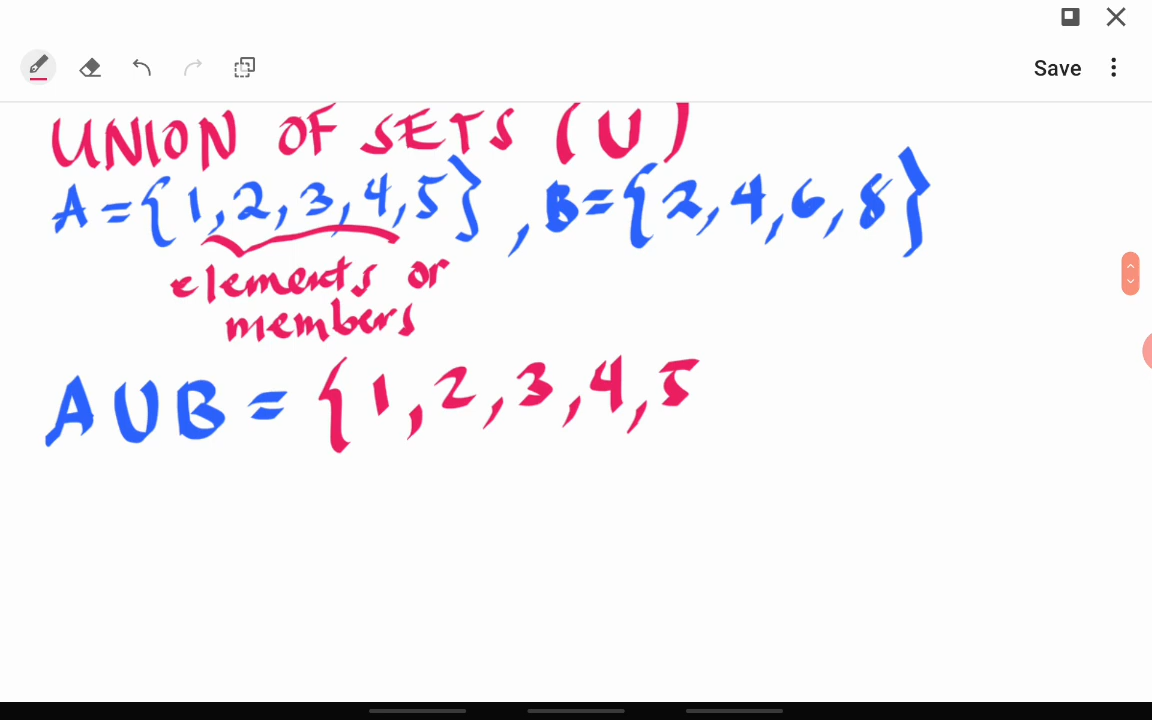 Save
UNION OF SETS (U)
A = {1, 2, 3, 4, 5}, B = {2, 4, 6, 8}
elements or
members
AUB = {1, 2, 3, 4, 5